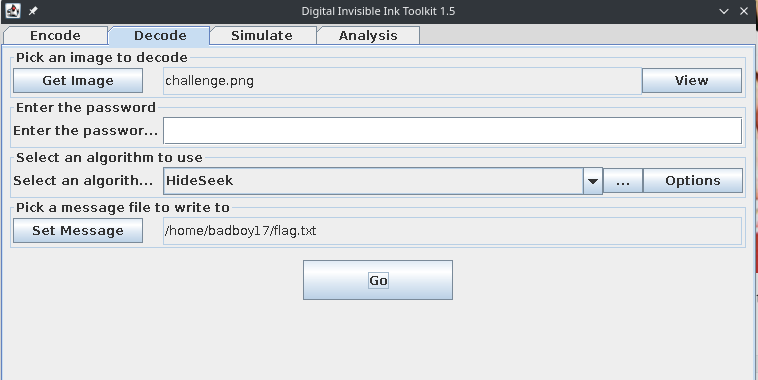 Digital Invisible Ink Toolkit 1.5
Encode Decode Simulate Analysis
Pick an image to decode
Get Image challenge.png View
Enter the password
Enter the passwor...
Select an algorithm to use
Select an algorith... HideSeek ... Options
Pick a message file to write to
Set Message /home/badboy17/flag.txt
Go